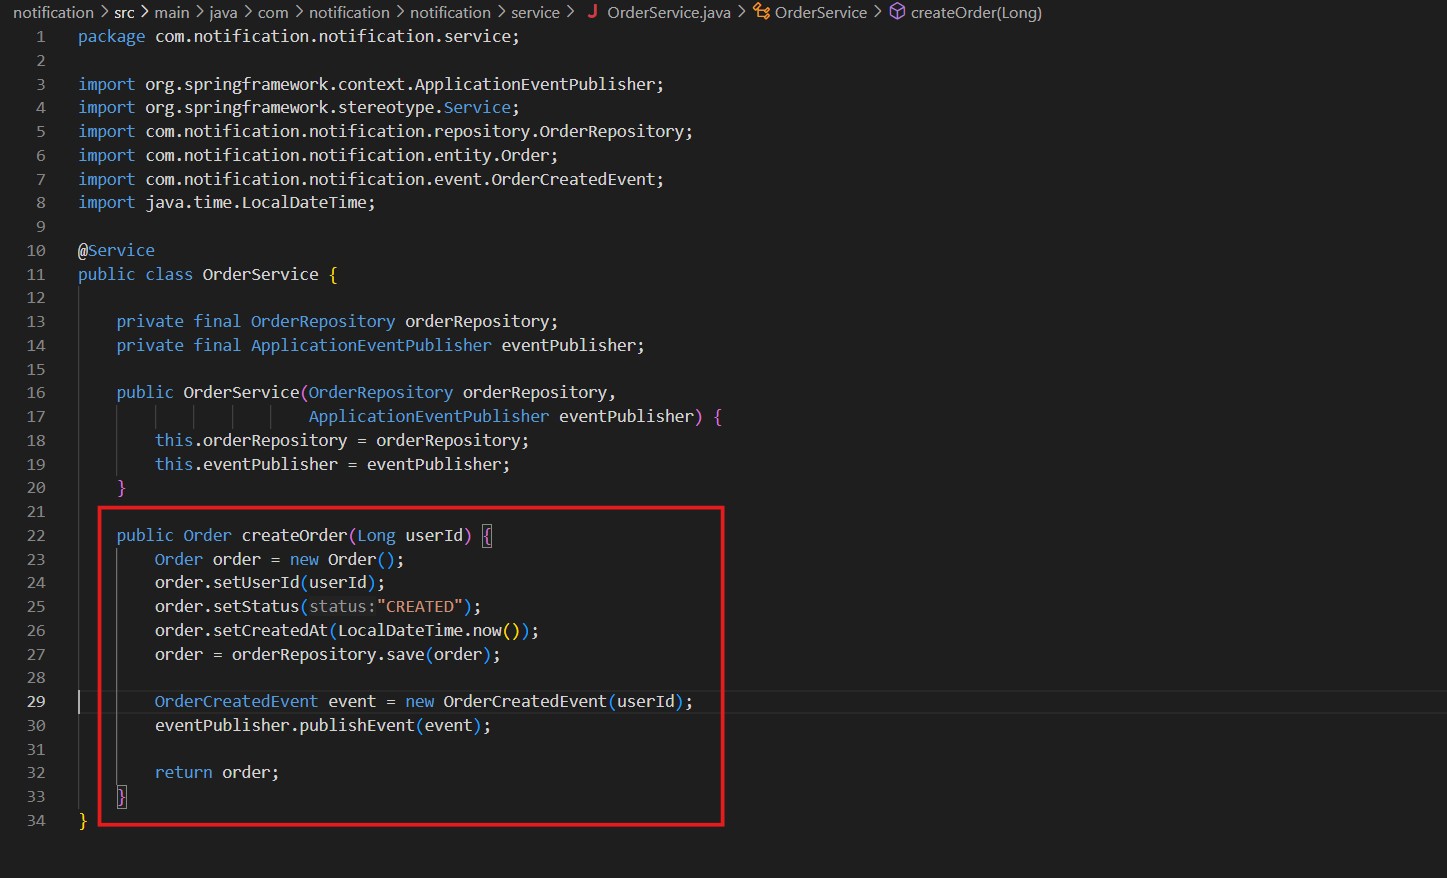 notification > src > main > java > com > notification > notification > service > J OrderService.java > OrderService > createOrder(Long)
1 package com.notification.notification.service;
2
3 import org.springframework.context.ApplicationEventPublisher;
4 import org.springframework.stereotype.Service;
5 import com.notification.notification.repository.OrderRepository;
6 import com.notification.notification.entity.Order;
7 import com.notification.notification.event.OrderCreatedEvent;
8 import java.time.LocalDateTime;
9
10 @Service
11 public class OrderService {
12
13     private final OrderRepository orderRepository;
14     private final ApplicationEventPublisher eventPublisher;
15
16     public OrderService(OrderRepository orderRepository,
17                         ApplicationEventPublisher eventPublisher) {
18         this.orderRepository = orderRepository;
19         this.eventPublisher = eventPublisher;
20     }
21
22     public Order createOrder(Long userId) {
23         Order order = new Order();
24         order.setUserId(userId);
25         order.setStatus(status:"CREATED");
26         order.setCreatedAt(LocalDateTime.now());
27         order = orderRepository.save(order);
28
29         OrderCreatedEvent event = new OrderCreatedEvent(userId);
30         eventPublisher.publishEvent(event);
31
32         return order;
33     }
34 }